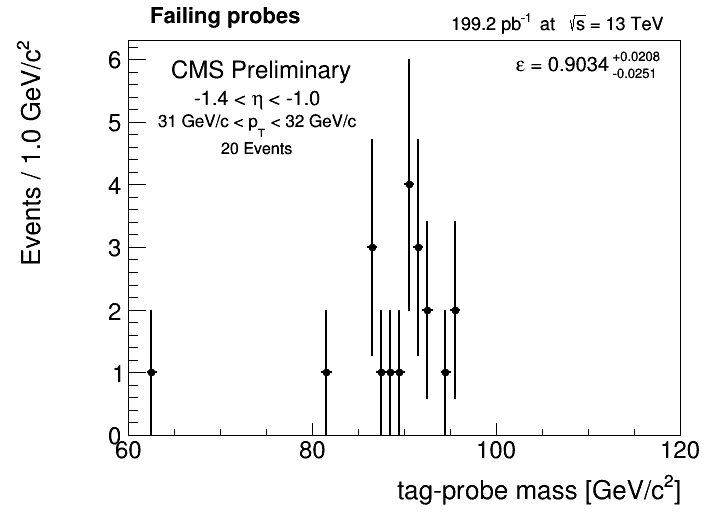 Failing probes
199.2 pb⁻¹ at √s = 13 TeV
CMS Preliminary
-1.4 < η < -1.0
31 GeV/c < p_T < 32 GeV/c
20 Events
ε = 0.9034 +0.0208 -0.0251
Events / 1.0 GeV/c²
6
5
4
3
2
1
0
60 80 100 120
tag-probe mass [GeV/c²]